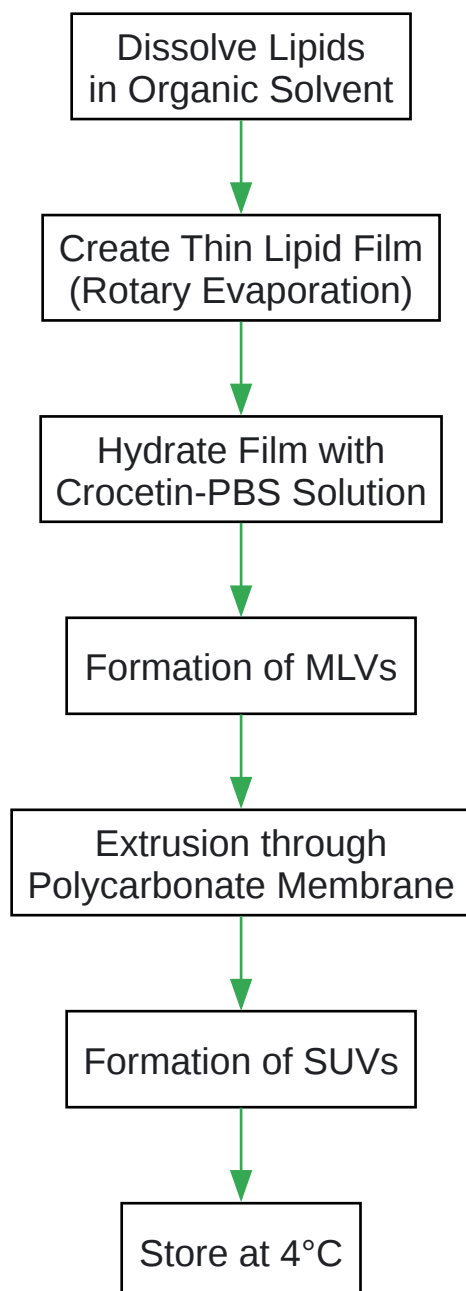 Dissolve Lipids
in Organic Solvent
Create Thin Lipid Film
(Rotary Evaporation)
Hydrate Film with
Crocetin-PBS Solution
Formation of MLVs
Extrusion through
Polycarbonate Membrane
Formation of SUVs
Store at 4°C